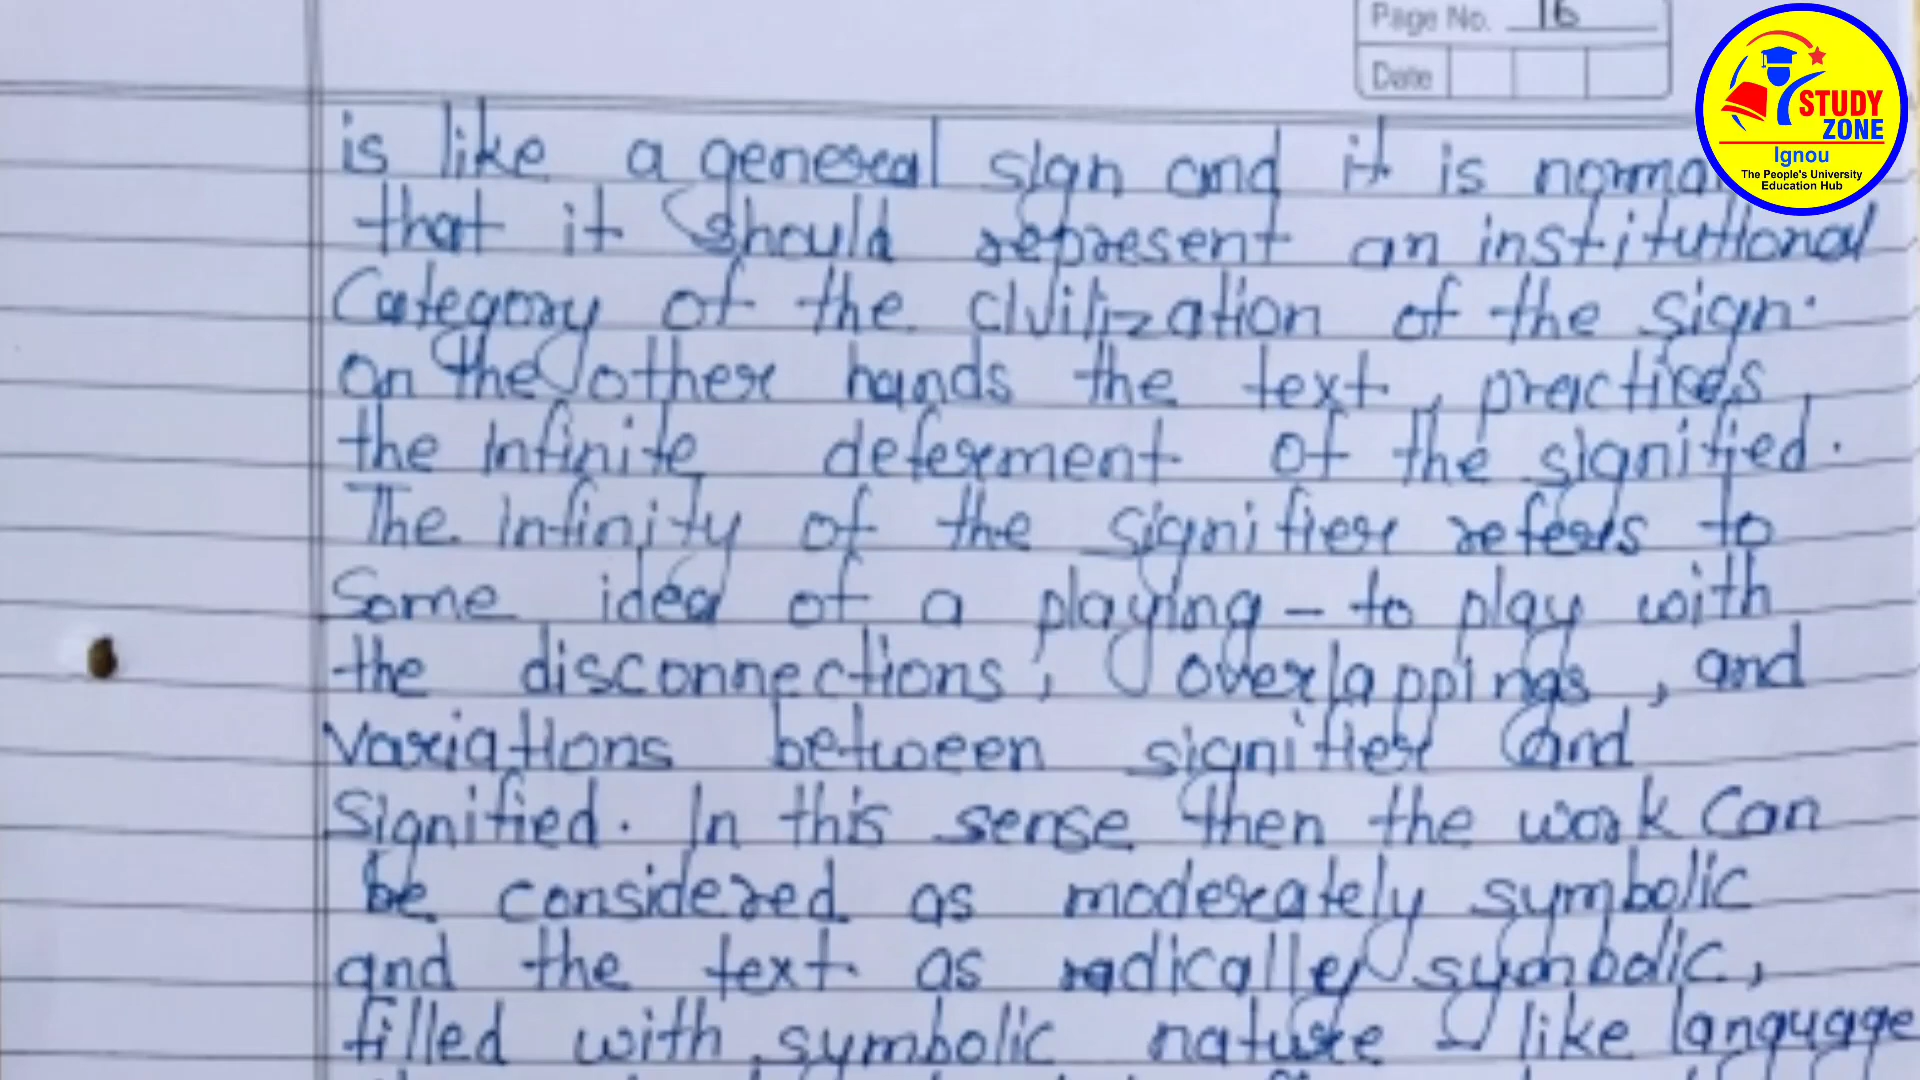 Page No. 16
Date
STUDY
ZONE
Ignou
The People's University
Education Hub
is like a general sign and it is norma
that it should represent an institutional
Category of the civilization of the sign.
on the other hands the text, practices
the infinite deferment of the signified.
The infinity of the signifier refers to
Some idea of a playing - to play with
the disconnections, overlappings, and
variations between signifier and
Signified. In this sense then the work can
be considered as moderately symbolic
and the text as radically symbolic,
filled with symbolic nature - like language